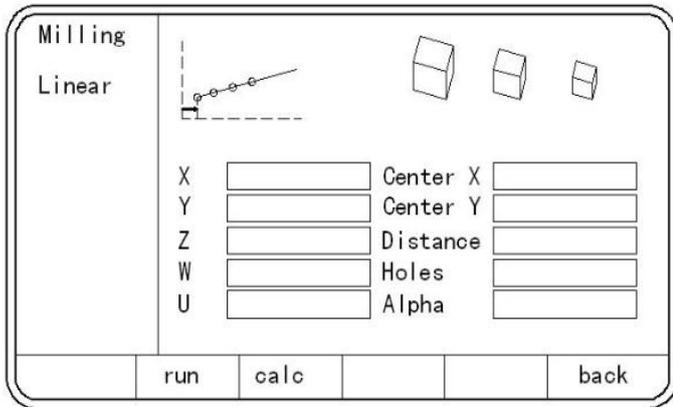 Milling
Linear
X Center X
Y Center Y
Z Distance
W Holes
U Alpha
run calc back